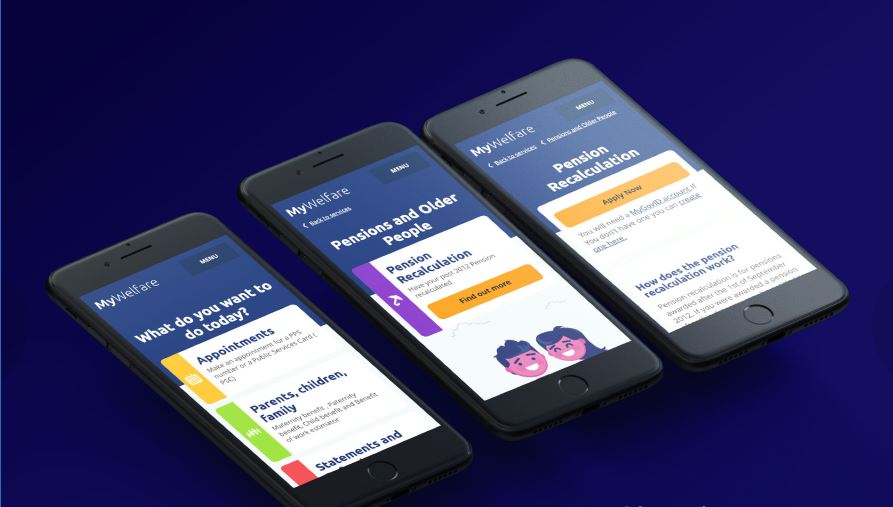 MyWelfare
MENU
What do you want to
do today?
Appointments
Make an appointment for a PPS
number or a Public Services Card (
PSC)
Parents, children,
family
Maternity benefit, Paternity
benefit, Child benefit and Benefit
of work estimator
Statements and
MyWelfare
MENU
Back to services
Pensions and Older
People
Pension
Recalculation
Have your post 2012 Pension
recalculated
Find out more
MyWelfare
MENU
Back to services
Pensions and Older People
Pension
Recalculation
Apply Now
You will need a MyGovID account if
You don't have one you can create
one here.
How does the pension
recalculation work?
Pension recalculation is for pensions
awarded after the 1st of September
2012. If you were awarded a pension